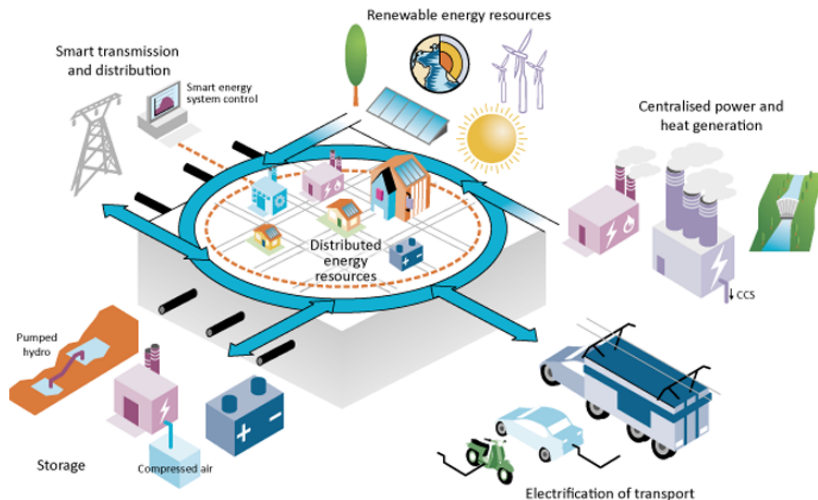 Renewable energy resources
Smart transmission
and distribution
Smart energy
system control
Centralised power and
heat generation
Distributed
energy
resources
CCS
Pumped
hydro
Storage
Compressed air
Electrification of transport